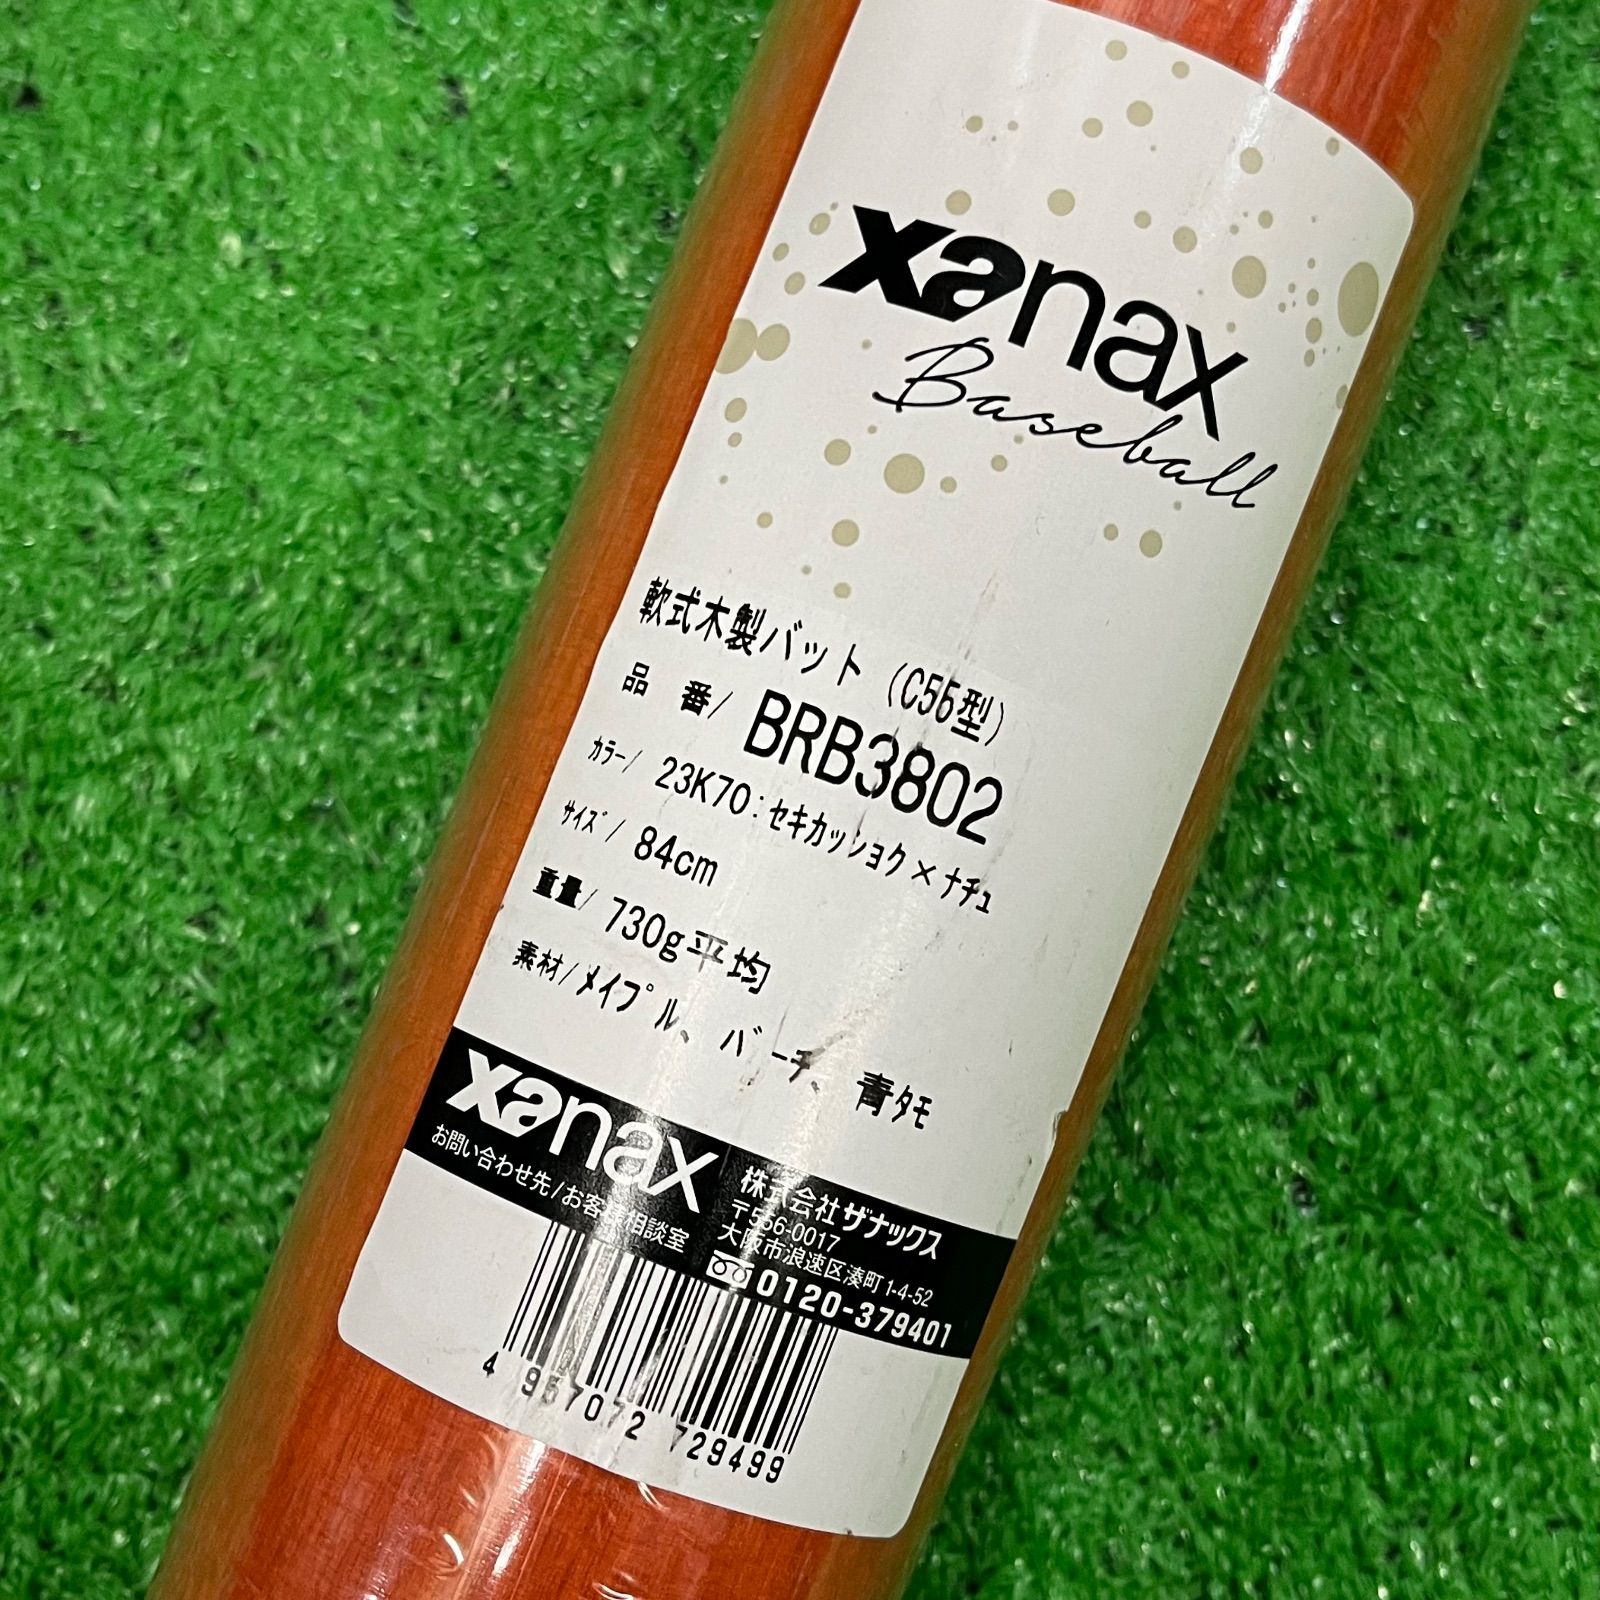 xanax
Baseball
軟式木製バット (C55型)
品 番/ BRB3802
カラー/ 23K70:セキカッショク×ナチュ
サイズ/ 84cm
重量/ 730g平均
素材/メイプル、バーチ、青タモ
xanax 株式会社ザナックス
〒556-0017
大阪市浪速区湊町1-4-52
お問い合わせ先/お客様相談室 0120-379401
4 957072 729499